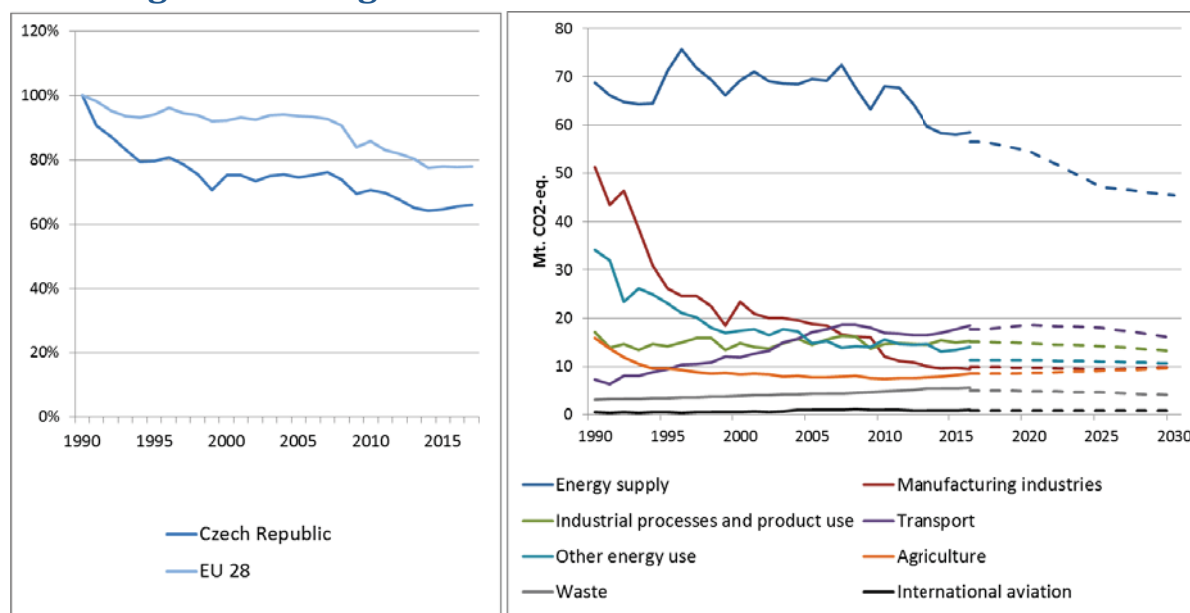 120%
100%
80%
60%
40%
20%
0%
1990 1995 2000 2005 2010 2015
Czech Republic
EU 28
Mt. CO2-eq.
80
70
60
50
40
30
20
10
0
1990 1995 2000 2005 2010 2015 2020 2025 2030
Energy supply Manufacturing industries
Industrial processes and product use Transport
Other energy use Agriculture
Waste International aviation